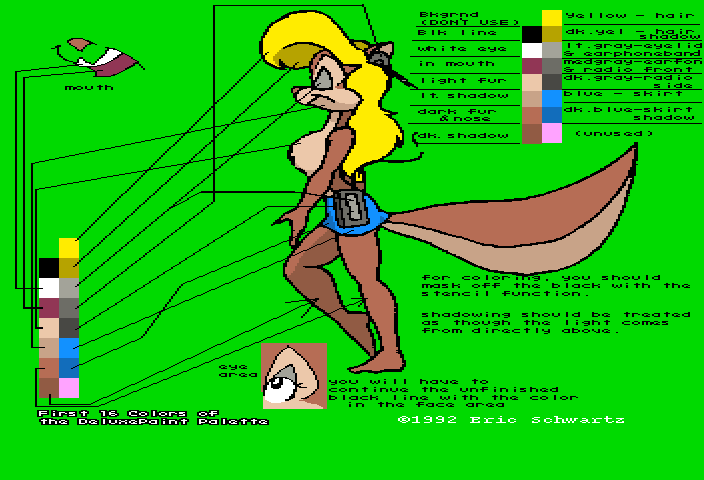 Bkgrnd
(DONT USE)
Blk line
white eye
in mouth
light fur
lt.shadow
dark fur
&nose
dk.shadow
Yellow - hair
dk.yel - hair
shadow
lt.gray-eyelid
& earphoneband
medgray-earfon
& radio front
dk.gray-radio
side
blue - skirt
dk.blue-skirt
shadow
(unused)
mouth
for coloring, you should
mask off the black with the
stencil function.
shadowing should be treated
as though the light comes
from directly above.
eye
area
you will have to
continue the unfinished
black line with the color
in the face area
First 16 Colors of
the DeluxePaint Palette
©1992 Eric Schwartz